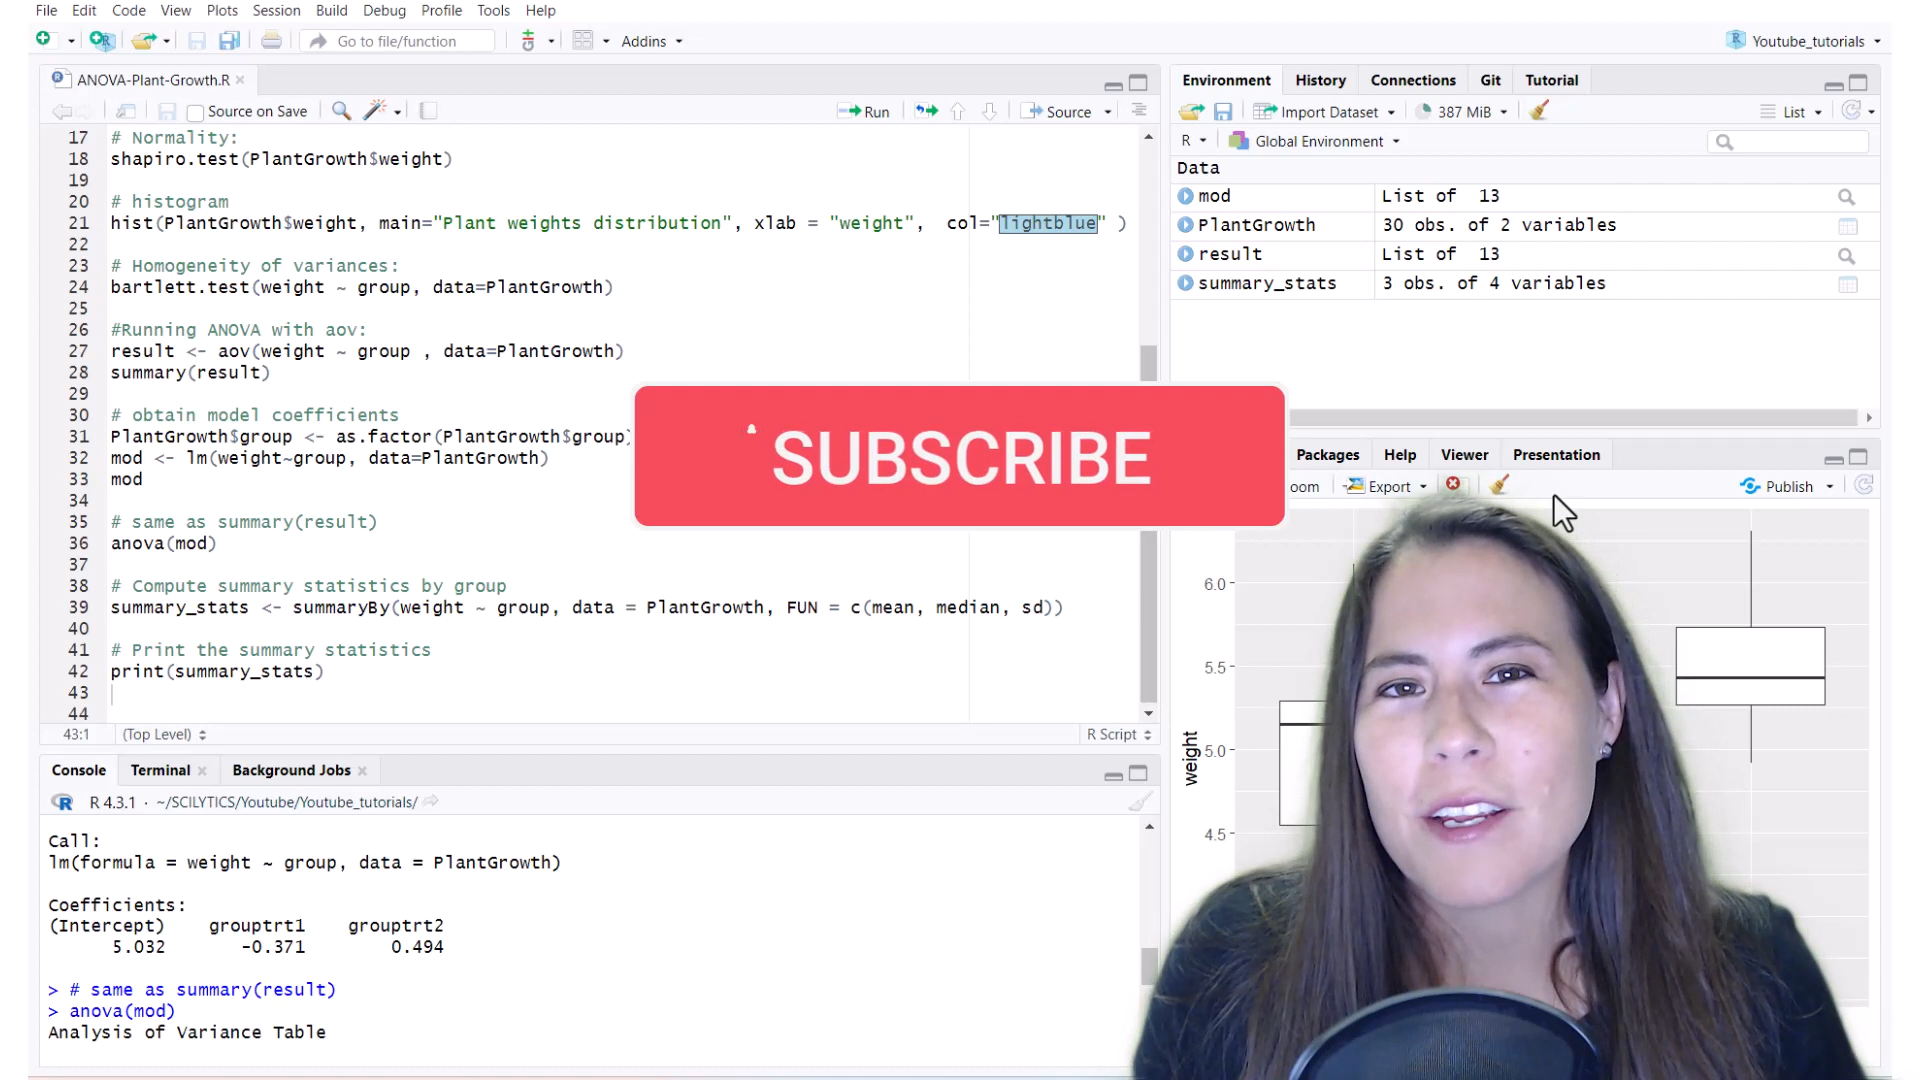 File Edit Code View Plots Session Build Debug Profile Tools Help
Go to file/function Addins Youtube_tutorials
ANOVA-Plant-Growth.R
Source on Save Run Source
17 # Normality:
18 shapiro.test(PlantGrowth$weight)
19
20 # histogram
21 hist(PlantGrowth$weight, main="Plant weights distribution", xlab = "weight", col="lightblue" )
22
23 # Homogeneity of variances:
24 bartlett.test(weight ~ group, data=PlantGrowth)
25
26 #Running ANOVA with aov:
27 result <- aov(weight ~ group , data=PlantGrowth)
28 summary(result)
29
30 # obtain model coefficients
31 PlantGrowth$group <- as.factor(PlantGrowth$group)
32 mod <- lm(weight~group, data=PlantGrowth)
33 mod
34
35 # same as summary(result)
36 anova(mod)
37
38 # Compute summary statistics by group
39 summary_stats <- summaryBy(weight ~ group, data = PlantGrowth, FUN = c(mean, median, sd))
40
41 # Print the summary statistics
42 print(summary_stats)
43
44
43:1 (Top Level) R Script
SUBSCRIBE
Console Terminal Background Jobs
R 4.3.1 · ~/SCILYTICS/Youtube/Youtube_tutorials/
Call:
lm(formula = weight ~ group, data = PlantGrowth)
Coefficients:
(Intercept) grouptrt1 grouptrt2
5.032 -0.371 0.494
> # same as summary(result)
> anova(mod)
Analysis of Variance Table
Environment History Connections Git Tutorial
Import Dataset 387 MiB List
R Global Environment
Data
mod List of 13
PlantGrowth 30 obs. of 2 variables
result List of 13
summary_stats 3 obs. of 4 variables
Packages Help Viewer Presentation
oom Export Publish
6.0
5.5
5.0
4.5
weight